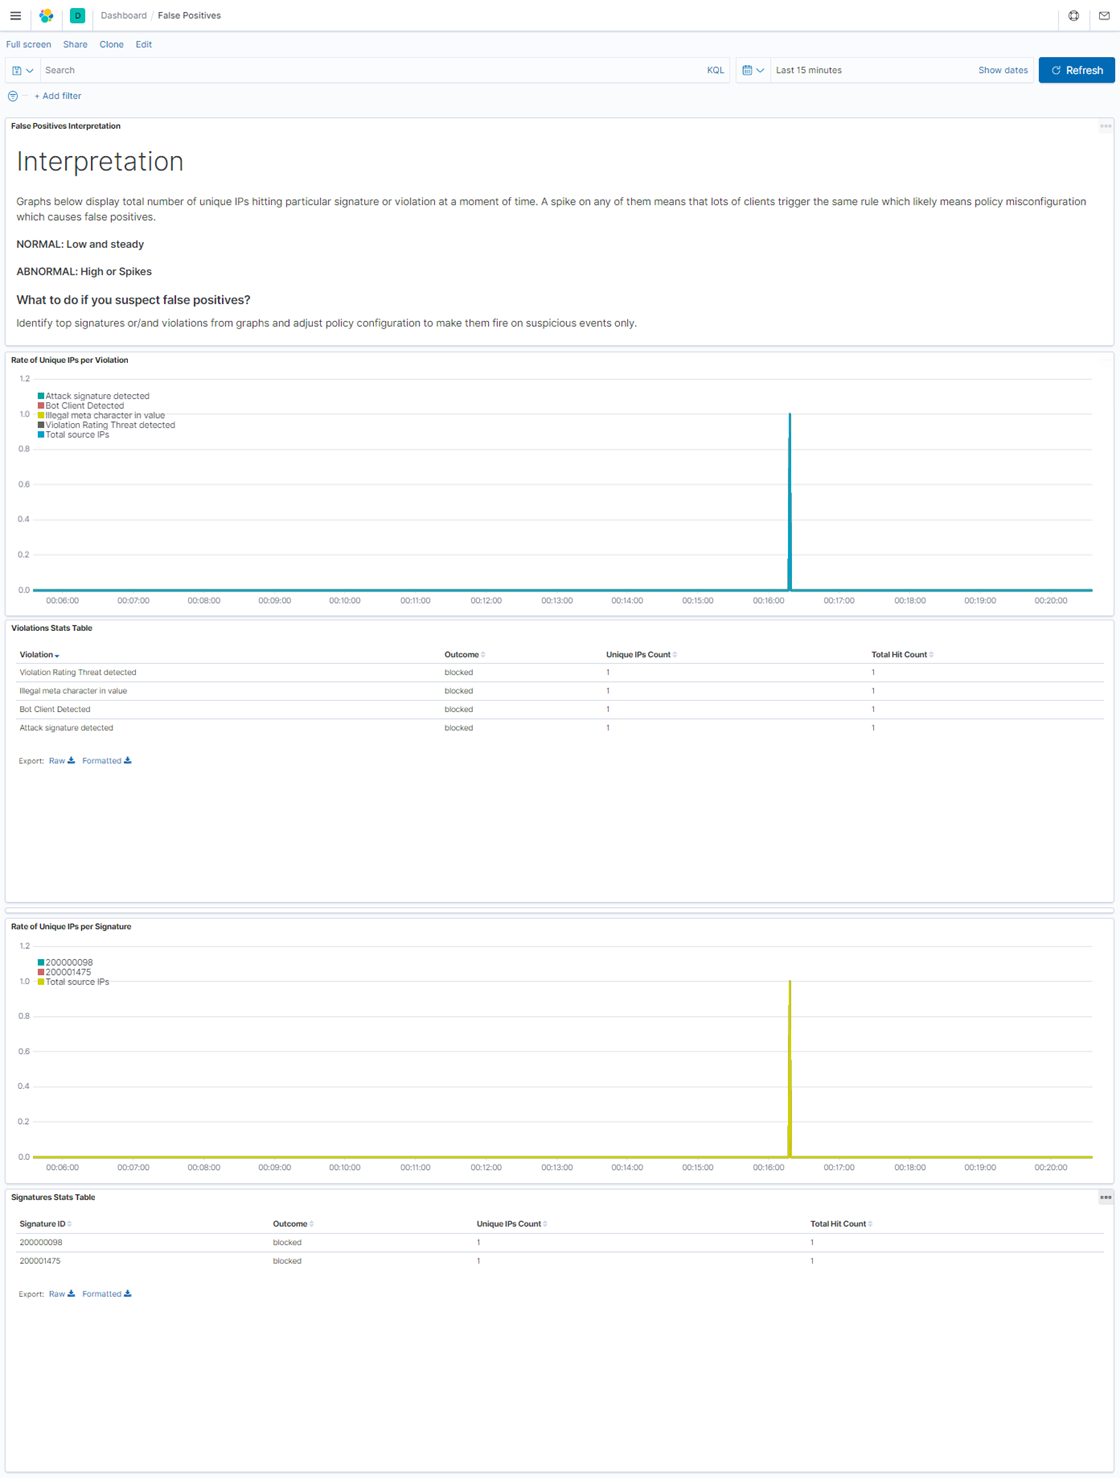 D Dashboard / False Positives
Full screen Share Clone Edit
Search KQL Last 15 minutes Show dates Refresh
+ Add filter
False Positives Interpretation
Interpretation
Graphs below display total number of unique IPs hitting particular signature or violation at a moment of time. A spike on any of them means that lots of clients trigger the same rule which likely means policy misconfiguration
which causes false positives.
NORMAL: Low and steady
ABNORMAL: High or Spikes
What to do if you suspect false positives?
Identify top signatures or/and violations from graphs and adjust policy configuration to make them fire on suspicious events only.
Rate of Unique IPs per Violation
1.2
Attack signature detected
Bot Client Detected
1.0 Illegal meta character in value
Violation Rating Threat detected
Total source IPs
0.8
0.6
0.4
0.2
0.0
00:06:00 00:07:00 00:08:00 00:09:00 00:10:00 00:11:00 00:12:00 00:13:00 00:14:00 00:15:00 00:16:00 00:17:00 00:18:00 00:19:00 00:20:00
Violations Stats Table
Violation Outcome Unique IPs Count Total Hit Count
Violation Rating Threat detected blocked 1 1
Illegal meta character in value blocked 1 1
Bot Client Detected blocked 1 1
Attack signature detected blocked 1 1
Export: Raw Formatted
Rate of Unique IPs per Signature
1.2
200000098
200001475
1.0 Total source IPs
0.8
0.6
0.4
0.2
0.0
00:06:00 00:07:00 00:08:00 00:09:00 00:10:00 00:11:00 00:12:00 00:13:00 00:14:00 00:15:00 00:16:00 00:17:00 00:18:00 00:19:00 00:20:00
Signatures Stats Table
Signature ID Outcome Unique IPs Count Total Hit Count
200000098 blocked 1 1
200001475 blocked 1 1
Export: Raw Formatted